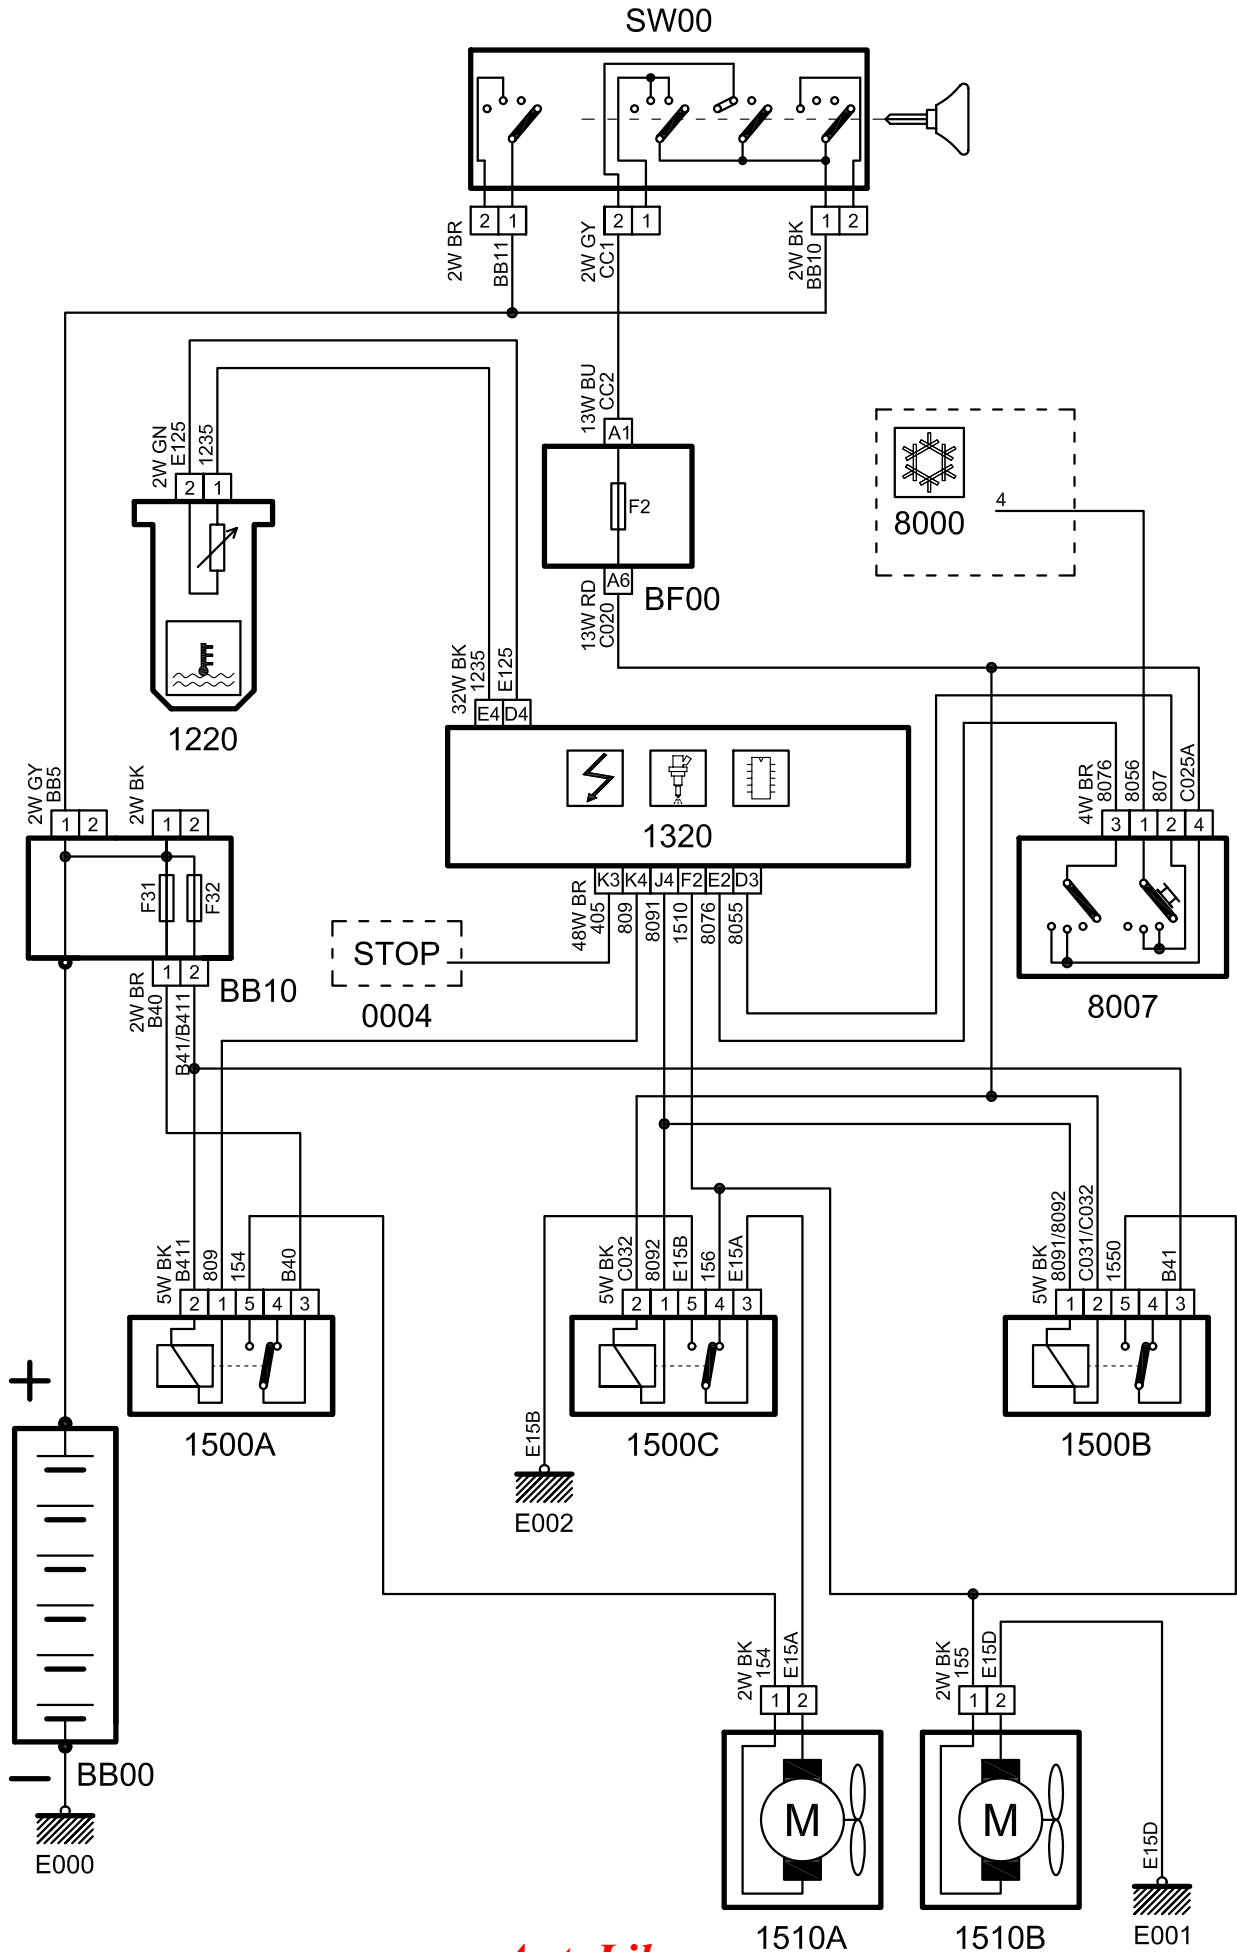 SW00
2 1
2 1
1 2
2W BR
BB11
2W GY
CC1
2W BK
BB10
13W BU
CC2
A1
F2
A6
BF00
13W RD
C020
8000
4
2W GN
E125
1235
2 1
1220
32W BK
1235
E125
E4 D4
1320
K3 K4 J4 F2 E2 D3
48W BR
405
809
8091
1510
8076
8055
4W BR
8076
8056
807
C025A
3 1 2 4
8007
2W GY
BB5
2W BK
1 2
1 2
F31
F32
1 2
BB10
2W BR
B40
B41/B411
STOP
0004
5W BK
B411
809
154
B40
2 1 5 4 3
1500A
5W BK
C032
8092
E15B
156
E15A
2 1 5 4 3
1500C
5W BK
8091/8092
C031/C032
1550
B41
1 2 5 4 3
1500B
+
E15B
E002
–
BB00
E000
2W BK
154
E15A
1 2
M
1510A
2W BK
155
E15D
1 2
M
1510B
E15D
E001